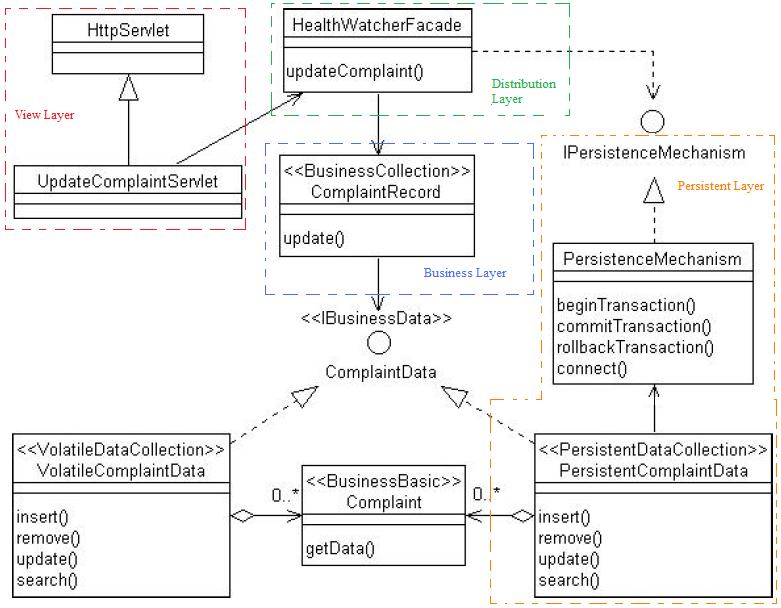 HttpServlet
View Layer
UpdateComplaintServlet
HealthWatcherFacade
updateComplaint()
Distribution
Layer
<<BusinessCollection>>
ComplaintRecord
update()
Business Layer
IPersistenceMechanism
Persistent Layer
PersistenceMechanism
beginTransaction()
commitTransaction()
rollbackTransaction()
connect()
<<IBusinessData>>
ComplaintData
<<VolatileDataCollection>>
VolatileComplaintData
insert()
remove()
update()
search()
0..*
<<BusinessBasic>>
Complaint
getData()
0..*
<<PersistentDataCollection>>
PersistentComplaintData
insert()
remove()
update()
search()